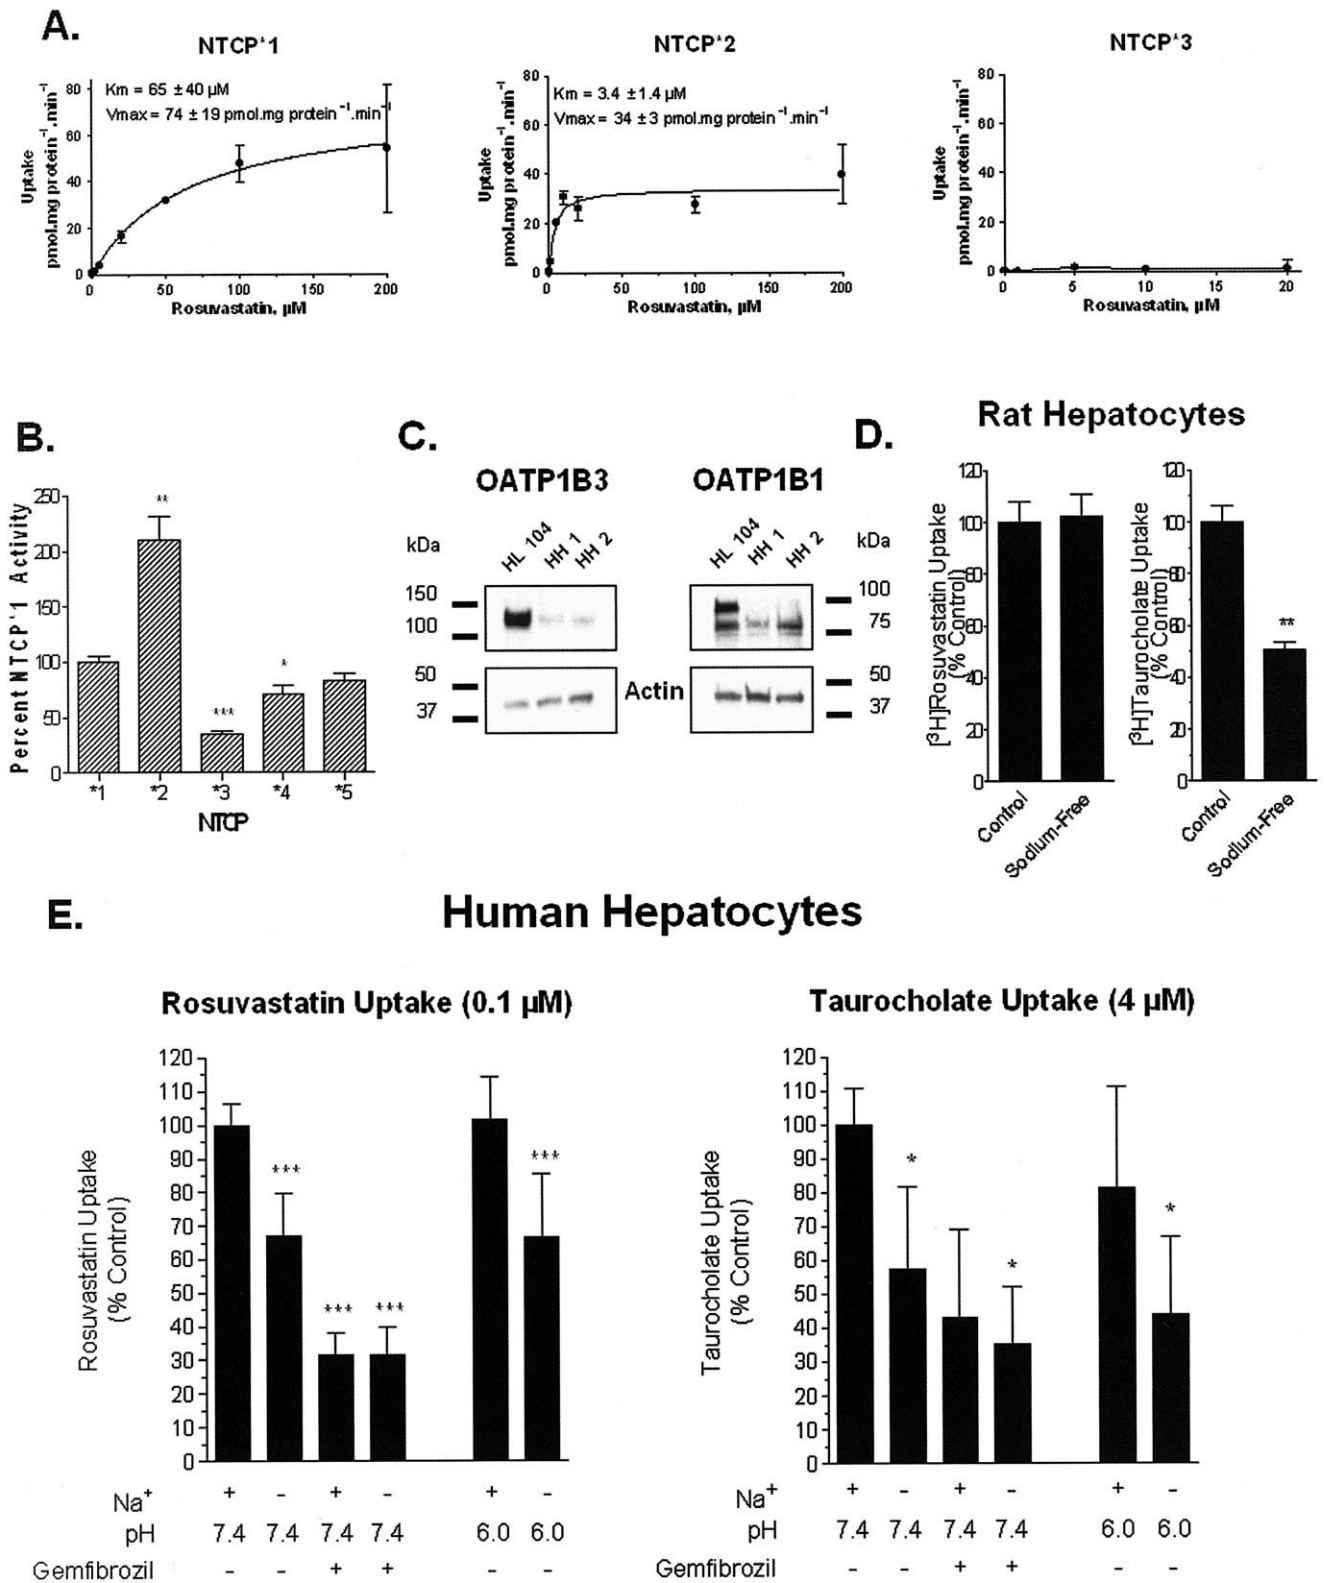 A.
NTCP*1
Km = 65 ± 40 µM
Vmax = 74 ± 19 pmol.mg protein⁻¹.min⁻¹
Uptake
pmol.mg protein⁻¹.min⁻¹
80
60
40
20
0
0 50 100 150 200
Rosuvastatin, µM
NTCP*2
Km = 3.4 ± 1.4 µM
Vmax = 34 ± 3 pmol.mg protein⁻¹.min⁻¹
Uptake
pmol.mg protein⁻¹.min⁻¹
80
60
40
20
0
0 50 100 150 200
Rosuvastatin, µM
NTCP*3
Uptake
pmol.mg protein⁻¹.min⁻¹
80
60
40
20
0
0 5 10 15 20
Rosuvastatin, µM
B.
Percent NTCP*1 Activity
250
200
150
100
50
0
**
***
*
*1 *2 *3 *4 *5
NTCP
C.
OATP1B3
OATP1B1
kDa
HL 104
HH 1
HH 2
HL 104
HH 1
HH 2
kDa
150
100
50
37
Actin
100
75
50
37
D.
Rat Hepatocytes
[³H]Rosuvastatin Uptake
(% Control)
120
100
80
60
40
20
0
Control
Sodium-Free
[³H]Taurocholate Uptake
(% Control)
120
100
80
60
40
20
0
**
Control
Sodium-Free
E.
Human Hepatocytes
Rosuvastatin Uptake (0.1 µM)
Rosuvastatin Uptake
(% Control)
120
110
100
90
80
70
60
50
40
30
20
10
0
***
*** ***
***
Na⁺ + - + - + -
pH 7.4 7.4 7.4 7.4 6.0 6.0
Gemfibrozil - - + + - -
Taurocholate Uptake (4 µM)
Taurocholate Uptake
(% Control)
120
110
100
90
80
70
60
50
40
30
20
10
0
*
*
*
Na⁺ + - + - + -
pH 7.4 7.4 7.4 7.4 6.0 6.0
Gemfibrozil - - + + - -